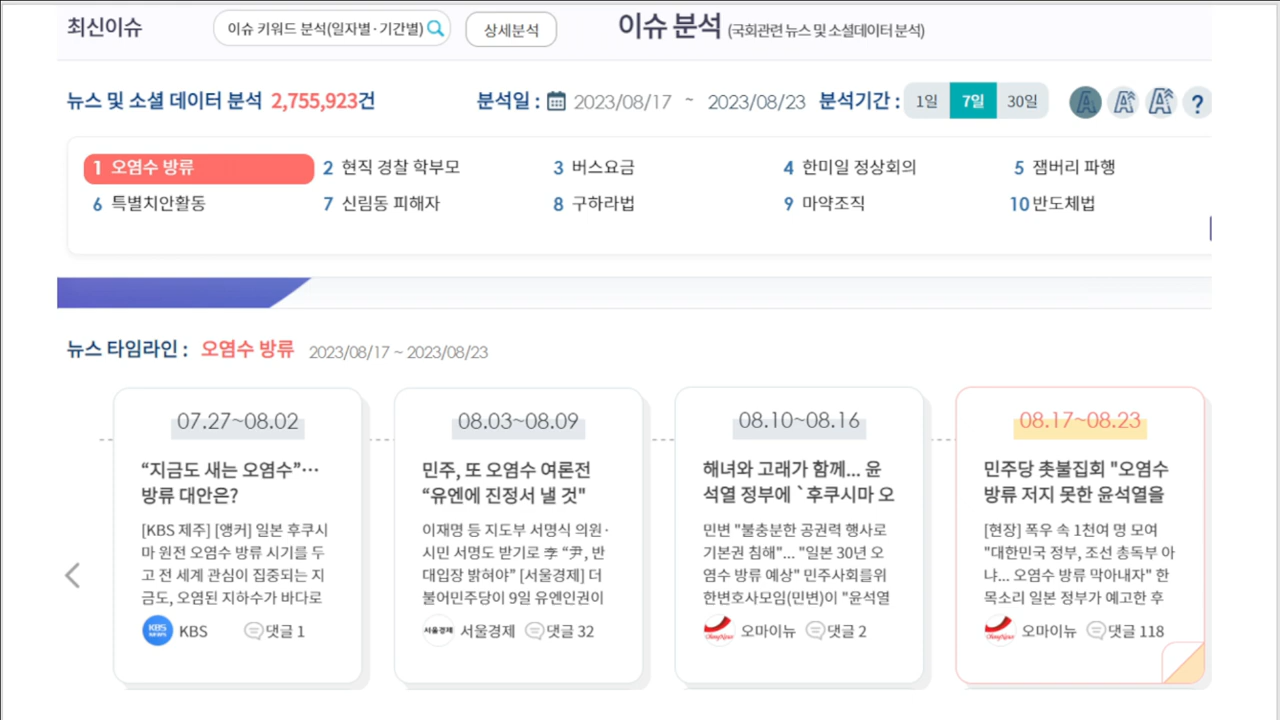 최신이슈
이슈 키워드 분석(일자별·기간별)
상세분석
이슈 분석 (국회관련 뉴스 및 소셜데이터 분석)
뉴스 및 소셜 데이터 분석 2,755,923건
분석일 : 2023/08/17 ~ 2023/08/23 분석기간 : 1일 7일 30일 A A A ?
1 오염수 방류 2 현직 경찰 학부모 3 버스요금 4 한미일 정상회의 5 잼버리 파행
6 특별치안활동 7 신림동 피해자 8 구하라법 9 마약조직 10 반도체법
뉴스 타임라인 : 오염수 방류 2023/08/17 ~ 2023/08/23
07.27~08.02
“지금도 새는 오염수”…
방류 대안은?
[KBS 제주] [앵커] 일본 후쿠시
마 원전 오염수 방류 시기를 두
고 전 세계 관심이 집중되는 지
금도, 오염된 지하수가 바다로
KBS NEWS KBS 댓글 1
08.03~08.09
민주, 또 오염수 여론전
“유엔에 진정서 낼 것"
이재명 등 지도부 서명식 의원·
시민 서명도 받기로 李 “尹, 반
대입장 밝혀야” [서울경제] 더
불어민주당이 9일 유엔인권이
서울경제 서울경제 댓글 32
08.10~08.16
해녀와 고래가 함께... 윤
석열 정부에 `후쿠시마 오
민변 "불충분한 공권력 행사로
기본권 침해"... "일본 30년 오
염수 방류 예상" 민주사회를위
한변호사모임(민변)이 "윤석열
OhmyNews 오마이뉴 댓글 2
08.17~08.23
민주당 촛불집회 "오염수
방류 저지 못한 윤석열을
[현장] 폭우 속 1천여 명 모여
"대한민국 정부, 조선 총독부 아
냐... 오염수 방류 막아내자" 한
목소리 일본 정부가 예고한 후
OhmyNews 오마이뉴 댓글 118